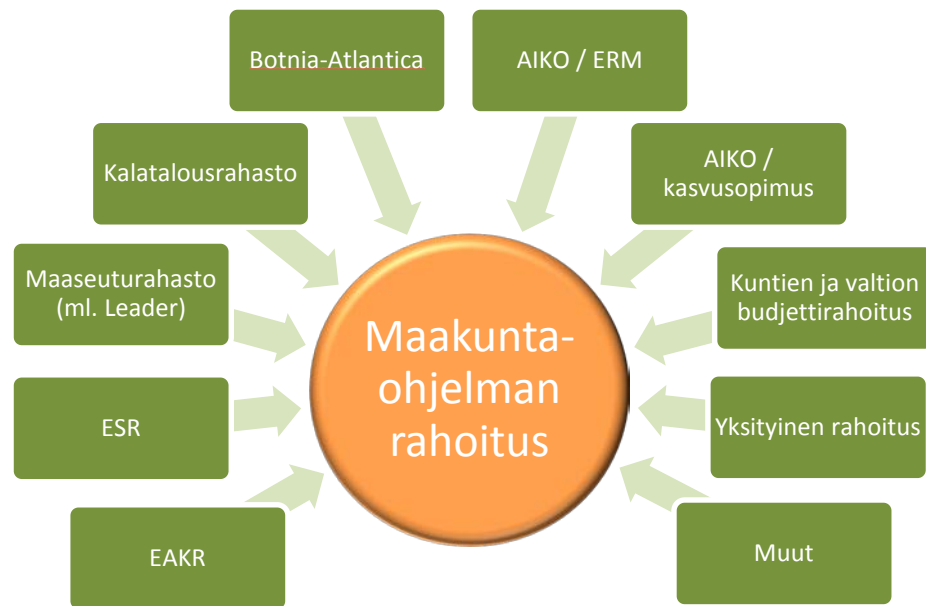 Botnia-Atlantica
AIKO / ERM
Kalatalousrahasto
AIKO /
kasvusopimus
Maaseuturahasto
(ml. Leader)
Kuntien ja valtion
budjettirahoitus
Maakunta-
ohjelman
rahoitus
ESR
Yksityinen rahoitus
EAKR
Muut